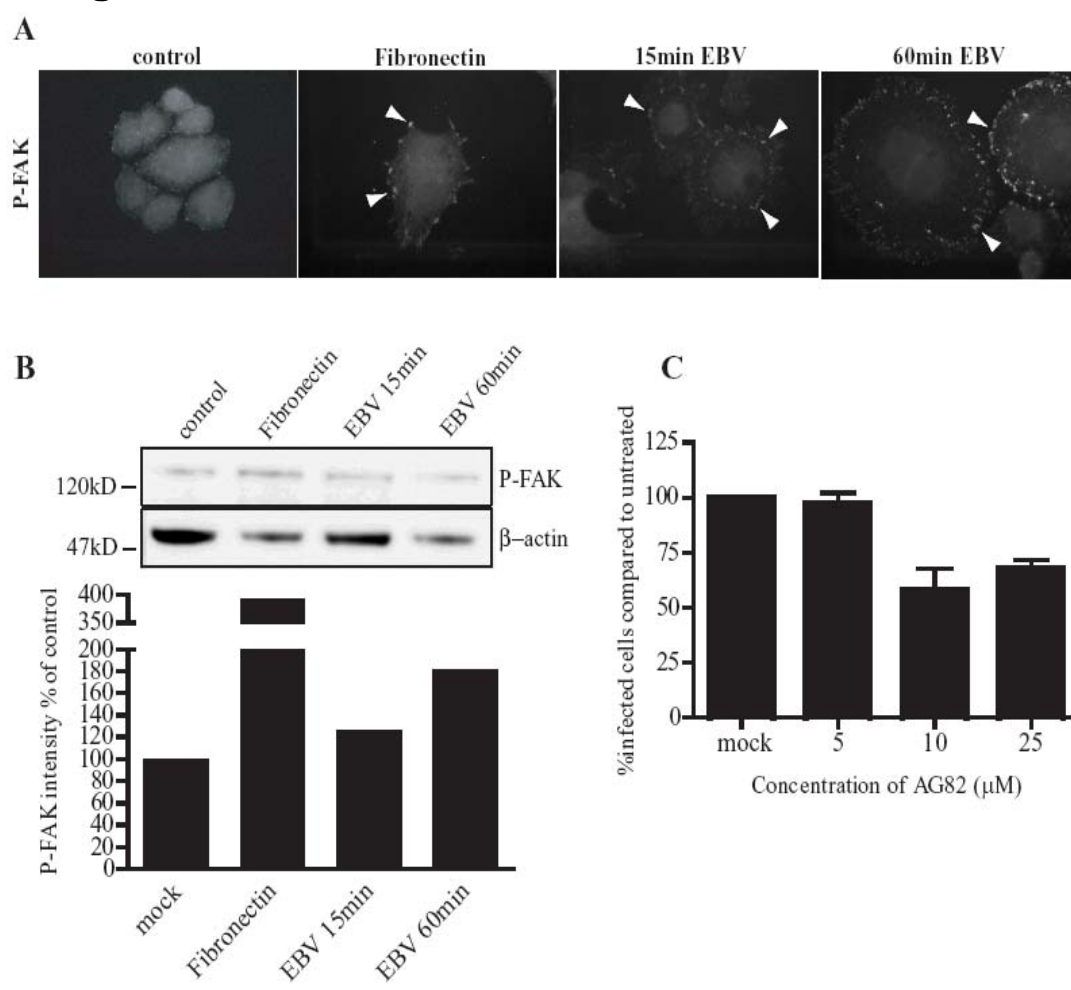 A
control Fibronectin 15min EBV 60min EBV
P-FAK
B
control Fibronectin EBV 15min EBV 60min
120kD P-FAK
47kD β–actin
P-FAK intensity % of control
400
350
200
180
160
140
120
100
80
60
40
20
0
mock Fibronectin EBV 15min EBV 60min
C
%infected cells compared to untreated
125
100
75
50
25
0
mock 5 10 25
Concentration of AG82 (μM)